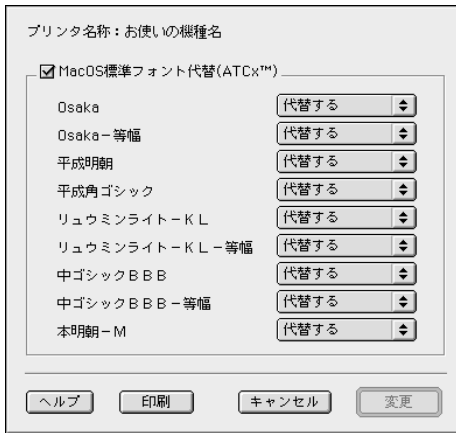 プリンタ名称：お使いの機種名
MacOS標準フォント代替(ATCx™)
Osaka 代替する
Osaka－等幅 代替する
平成明朝 代替する
平成角ゴシック 代替する
リュウミンライト－ＫＬ 代替する
リュウミンライト－ＫＬ－等幅 代替する
中ゴシックＢＢＢ 代替する
中ゴシックＢＢＢ－等幅 代替する
本明朝－Ｍ 代替する
ヘルプ 印刷 キャンセル 変更